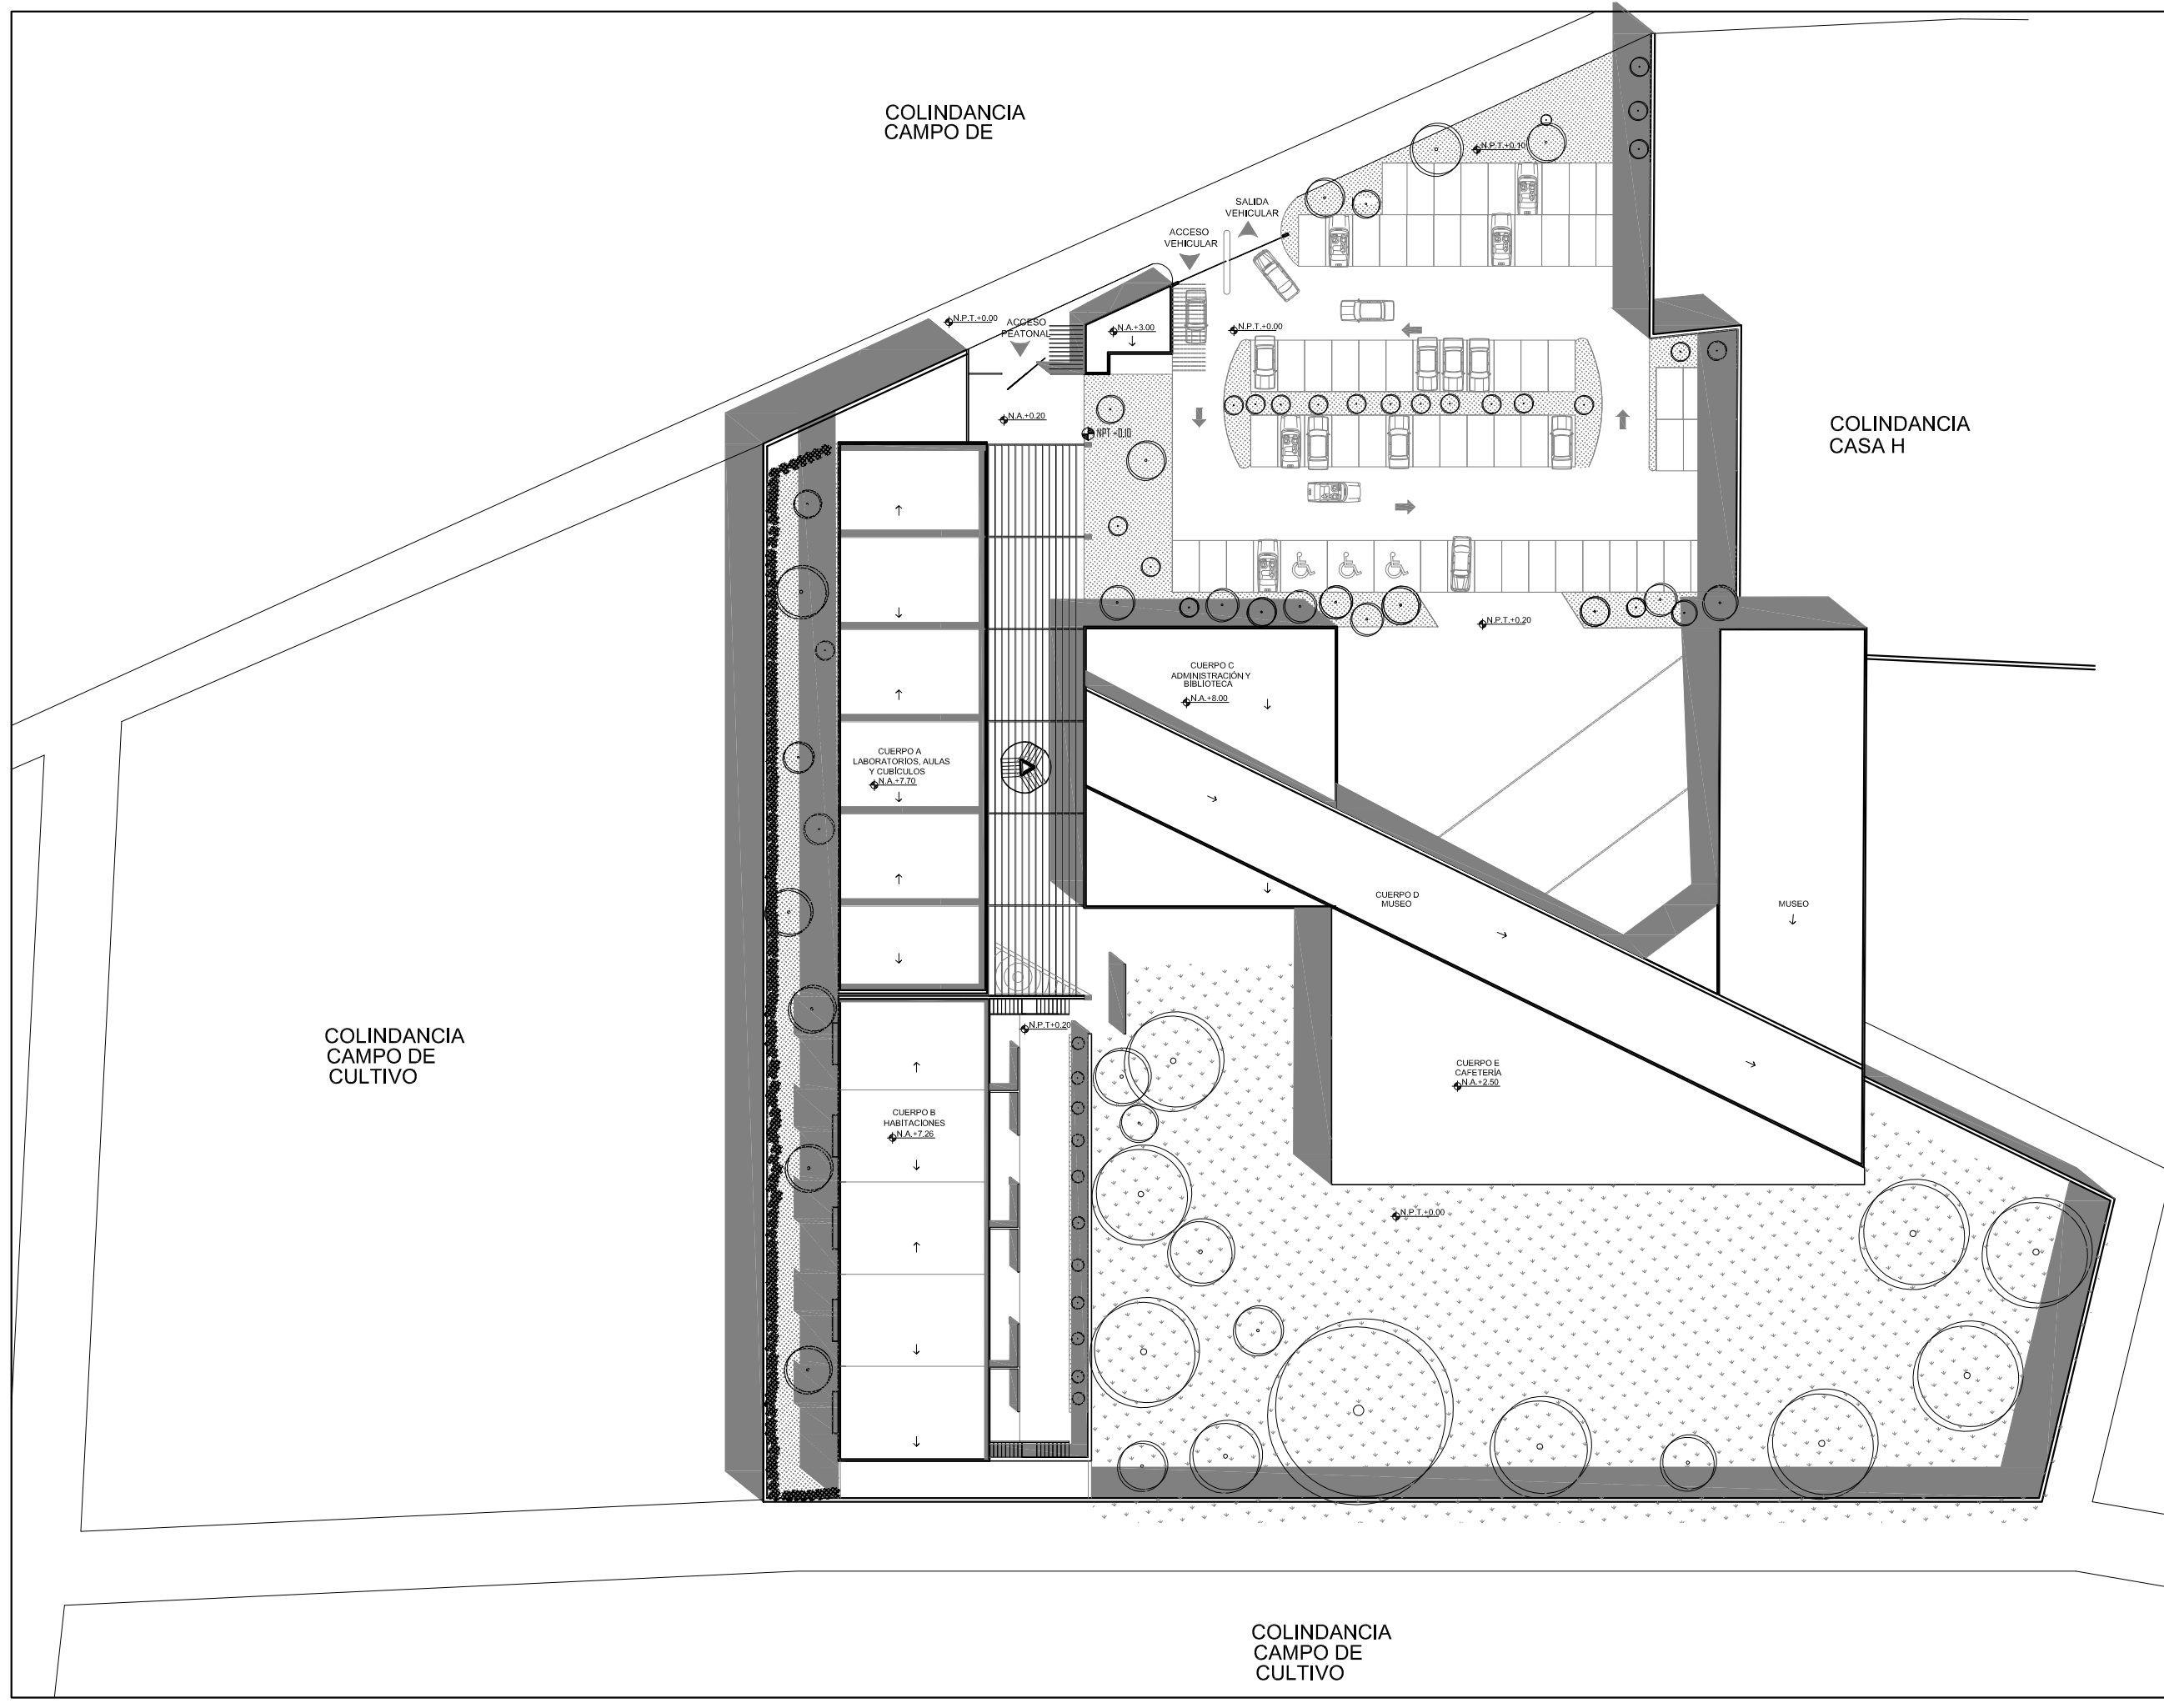 COLINDANCIA
CAMPO DE
N.P.T.+0.10
SALIDA
VEHICULAR
ACCESO
VEHICULAR
N.P.T.+0.00
ACCESO
PEATONAL
N.A.+3.00
N.P.T.+0.00
N.A.+0.20
NPT +0.10
COLINDANCIA
CASA H
N.P.T.+0.20
CUERPO C
ADMINISTRACIÓN Y
BIBLIOTECA
N.A.+8.00
CUERPO A
LABORATORIOS, AULAS
Y CUBÍCULOS
N.A.+7.70
CUERPO D
MUSEO
MUSEO
COLINDANCIA
CAMPO DE
CULTIVO
N.P.T+0.20
CUERPO E
CAFETERÍA
N.A.+2.50
CUERPO B
HABITACIONES
N.A.+7.26
N.P.T.+0.00
COLINDANCIA
CAMPO DE
CULTIVO